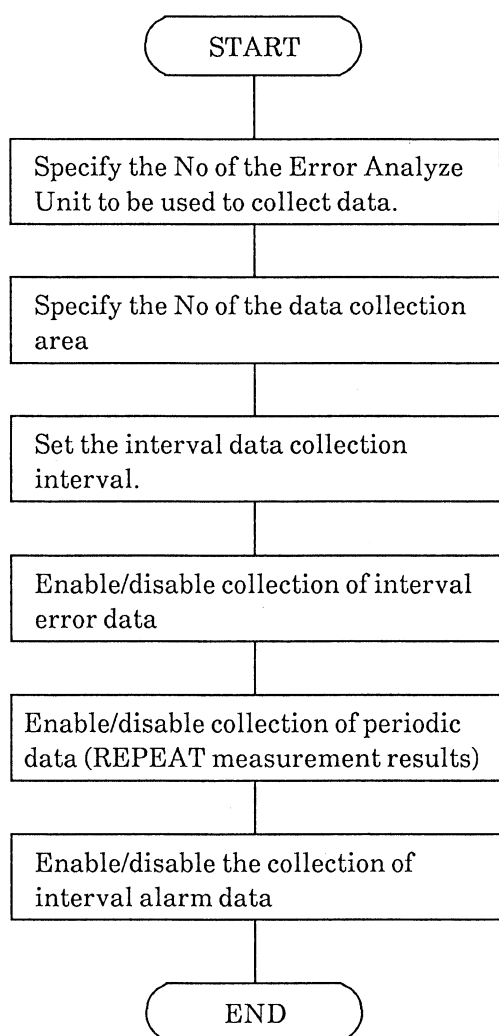 START
Specify the No of the Error Analyze
Unit to be used to collect data.
Specify the No of the data collection
area
Set the interval data collection
interval.
Enable/disable collection of interval
error data
Enable/disable collection of periodic
data (REPEAT measurement results)
Enable/disable the collection of
interval alarm data
END